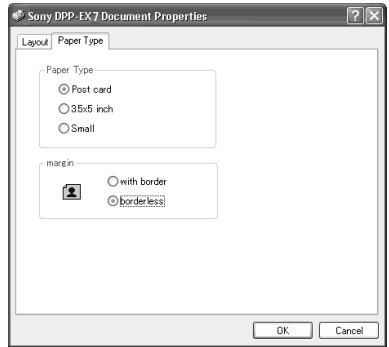 Sony DPP-EX7 Document Properties
Layout Paper Type
Paper Type
Post card
3.5x5 inch
Small
margin
with border
borderless
OK Cancel